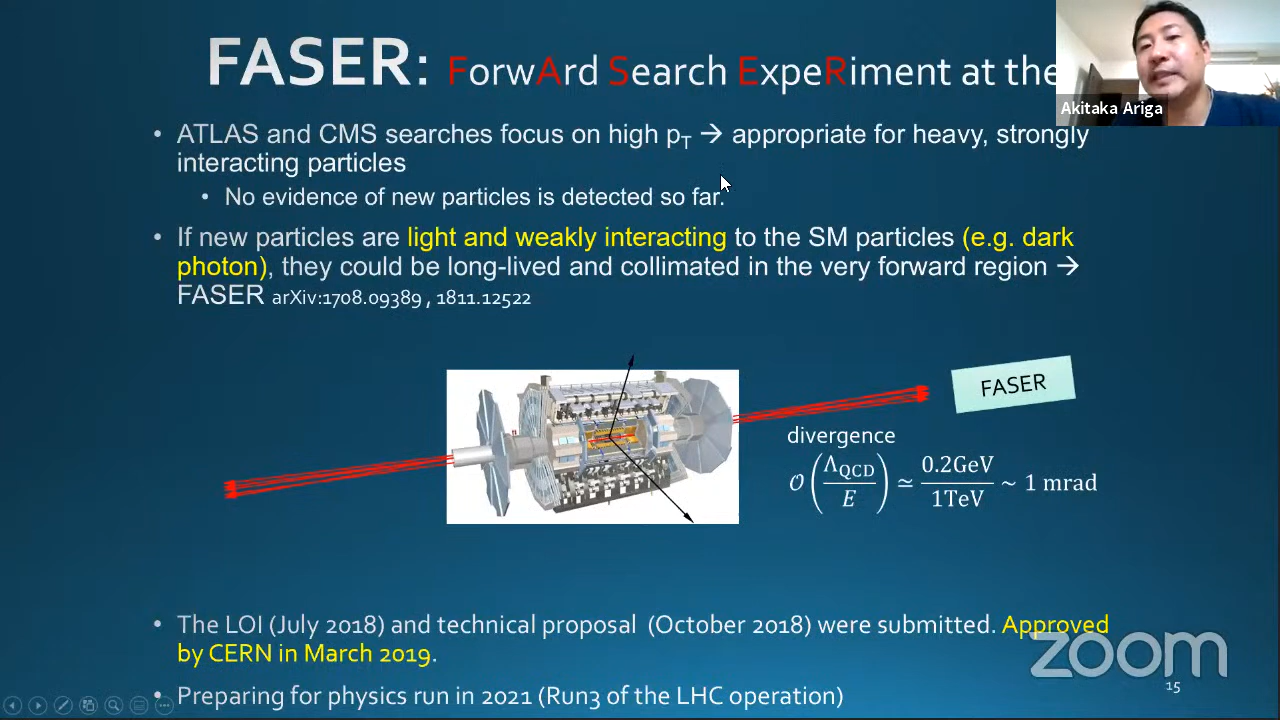 FASER: ForwArd Search ExpeRiment at the
Akitaka Ariga
• ATLAS and CMS searches focus on high pT → appropriate for heavy, strongly
interacting particles
• No evidence of new particles is detected so far.
• If new particles are light and weakly interacting to the SM particles (e.g. dark
photon), they could be long-lived and collimated in the very forward region →
FASER arXiv:1708.09389 , 1811.12522
FASER
divergence
𝒪(Λ_QCD/E) ≃ 0.2GeV/1TeV ~ 1 mrad
• The LOI (July 2018) and technical proposal (October 2018) were submitted. Approved
by CERN in March 2019.
zoom
15
• Preparing for physics run in 2021 (Run3 of the LHC operation)